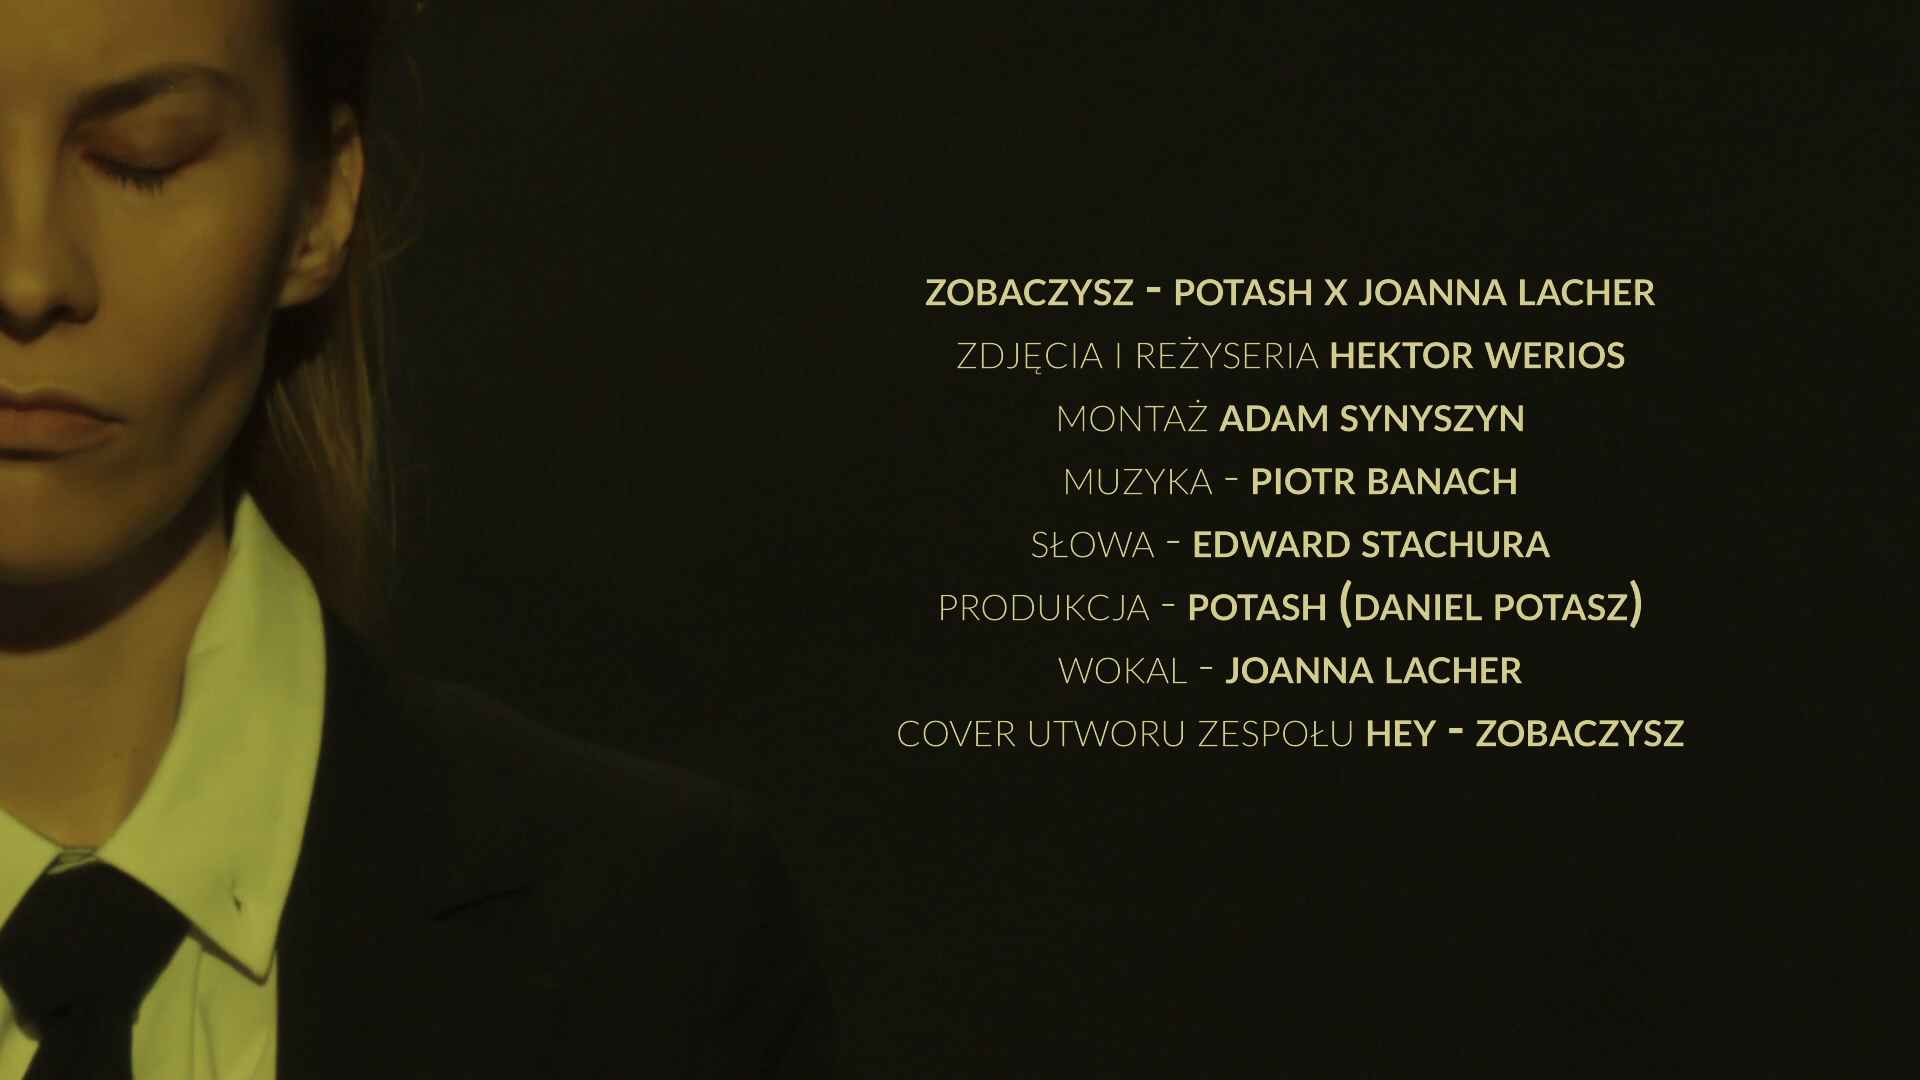 ZOBACZYSZ - POTASH X JOANNA LACHER
ZDJĘCIA I REŻYSERIA HEKTOR WERIOS
MONTAŻ ADAM SYNYSZYN
MUZYKA - PIOTR BANACH
SŁOWA - EDWARD STACHURA
PRODUKCJA - POTASH (DANIEL POTASZ)
WOKAL - JOANNA LACHER
COVER UTWORU ZESPOŁU HEY - ZOBACZYSZ